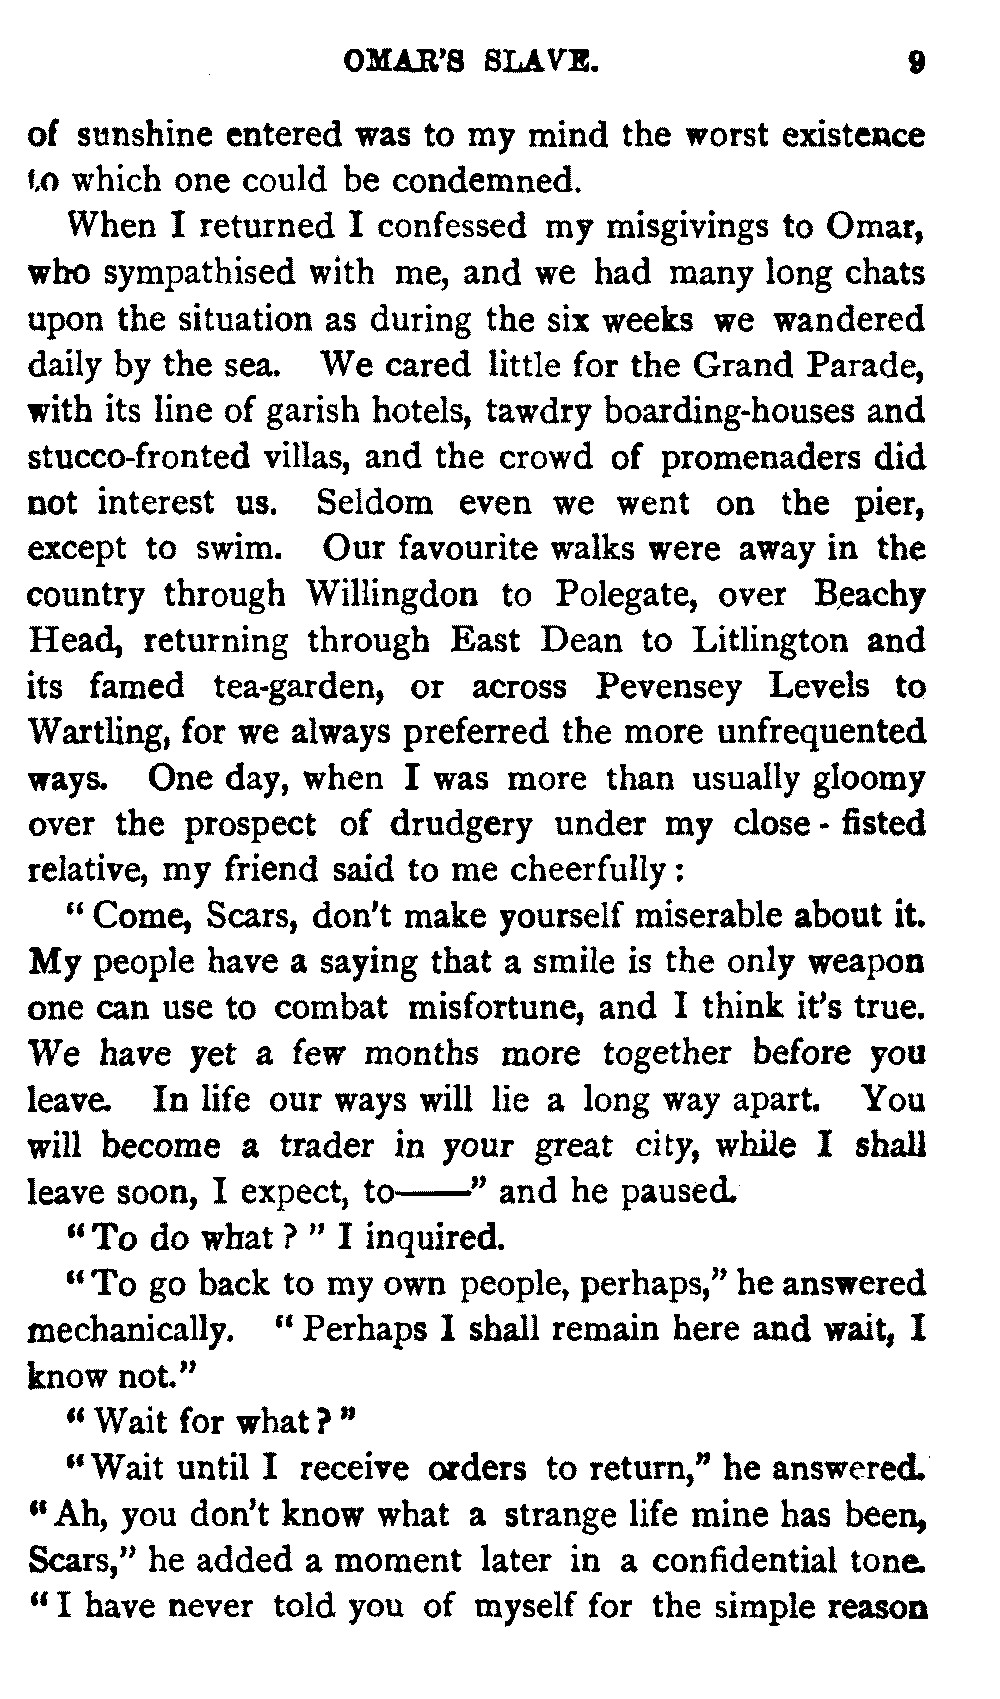 OMAR'S SLAVE. 9
of sunshine entered was to my mind the worst existence
to which one could be condemned.
When I returned I confessed my misgivings to Omar,
who sympathised with me, and we had many long chats
upon the situation as during the six weeks we wandered
daily by the sea. We cared little for the Grand Parade,
with its line of garish hotels, tawdry boarding-houses and
stucco-fronted villas, and the crowd of promenaders did
not interest us. Seldom even we went on the pier,
except to swim. Our favourite walks were away in the
country through Willingdon to Polegate, over Beachy
Head, returning through East Dean to Litlington and
its famed tea-garden, or across Pevensey Levels to
Wartling, for we always preferred the more unfrequented
ways. One day, when I was more than usually gloomy
over the prospect of drudgery under my close-fisted
relative, my friend said to me cheerfully:
"Come, Scars, don't make yourself miserable about it.
My people have a saying that a smile is the only weapon
one can use to combat misfortune, and I think it's true.
We have yet a few months more together before you
leave. In life our ways will lie a long way apart. You
will become a trader in your great city, while I shall
leave soon, I expect, to——" and he paused.
"To do what?" I inquired.
"To go back to my own people, perhaps," he answered
mechanically. "Perhaps I shall remain here and wait, I
know not."
"Wait for what?"
"Wait until I receive orders to return," he answered.
"Ah, you don't know what a strange life mine has been,
Scars," he added a moment later in a confidential tone.
"I have never told you of myself for the simple reason